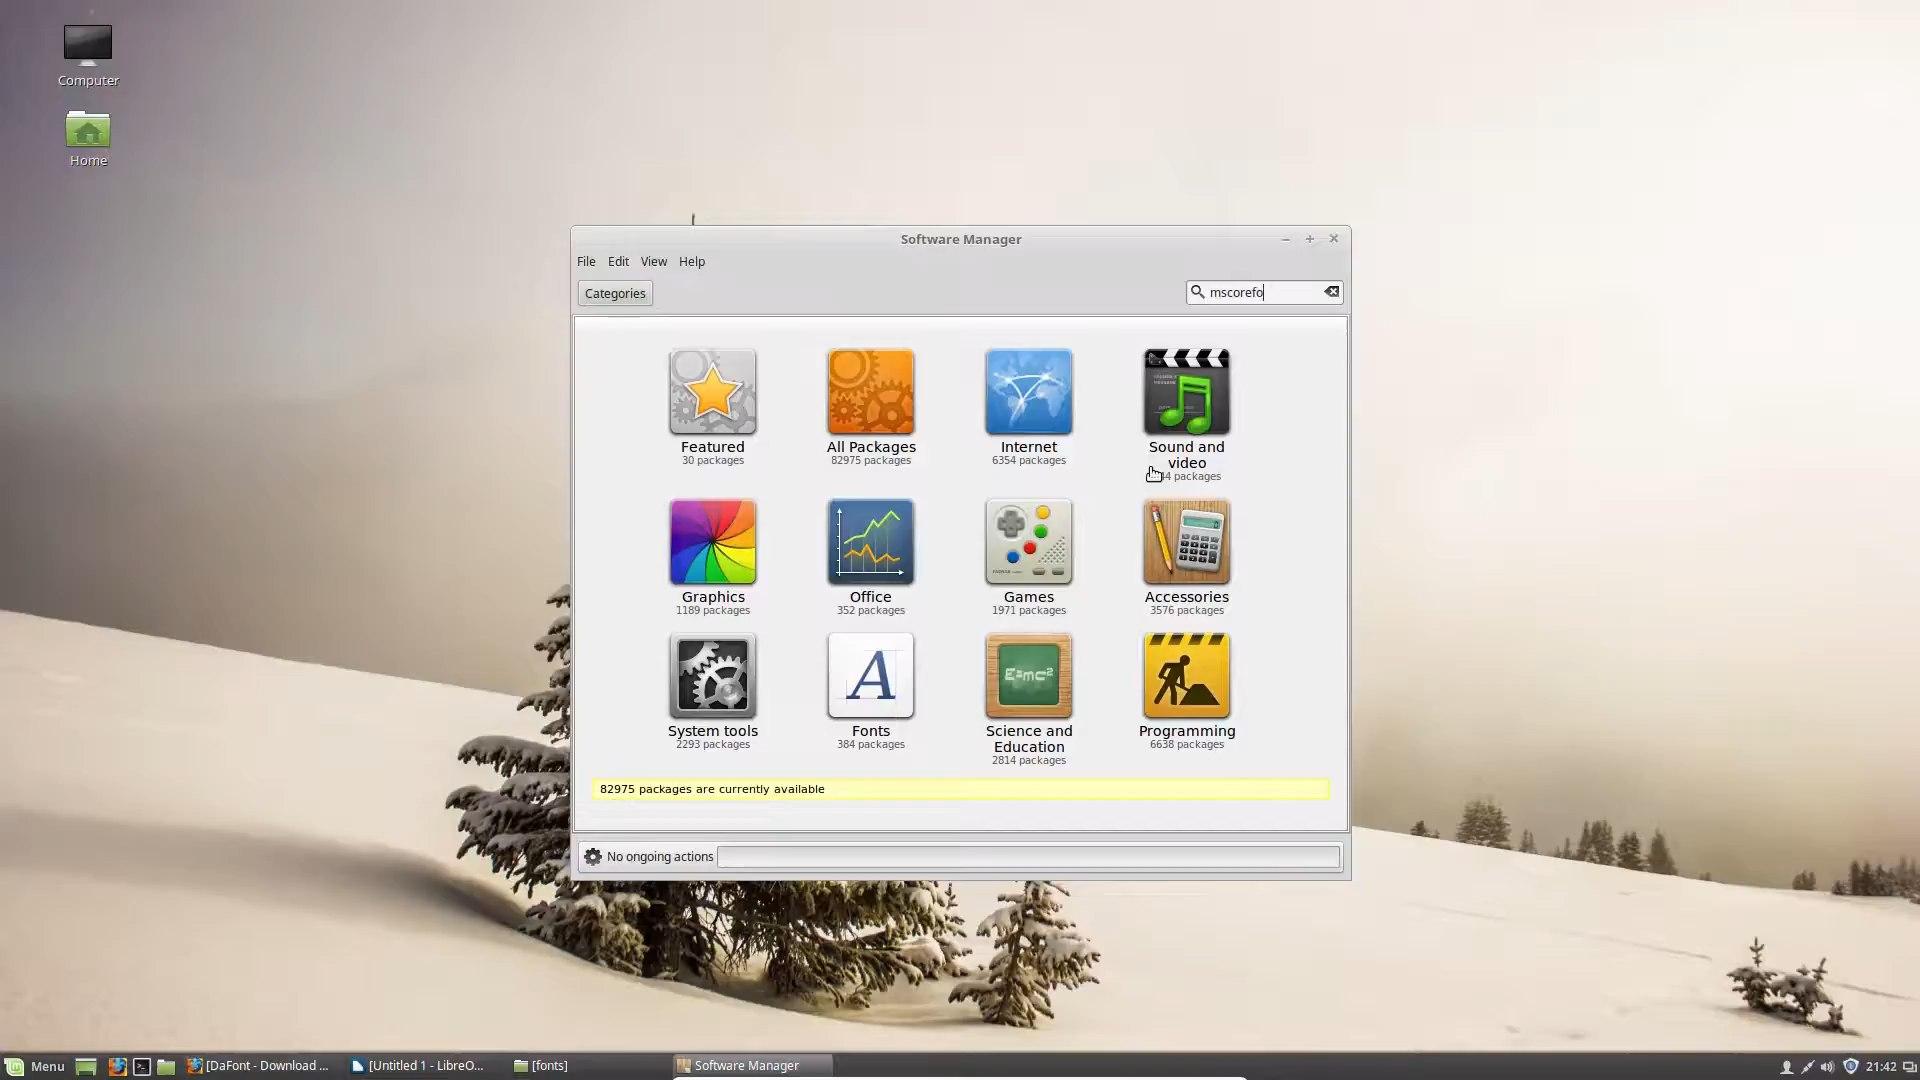 Computer
Home
Software Manager
File Edit View Help
Categories
mscorefo
Featured
30 packages
All Packages
82975 packages
Internet
6354 packages
Sound and
video
packages
Graphics
1189 packages
Office
352 packages
Games
1971 packages
Accessories
3576 packages
System tools
2293 packages
Fonts
384 packages
E=mc²
Science and
Education
2814 packages
Programming
6638 packages
82975 packages are currently available
No ongoing actions
Menu
[DaFont - Download ...
[Untitled 1 - LibreO...
[fonts]
Software Manager
21:42